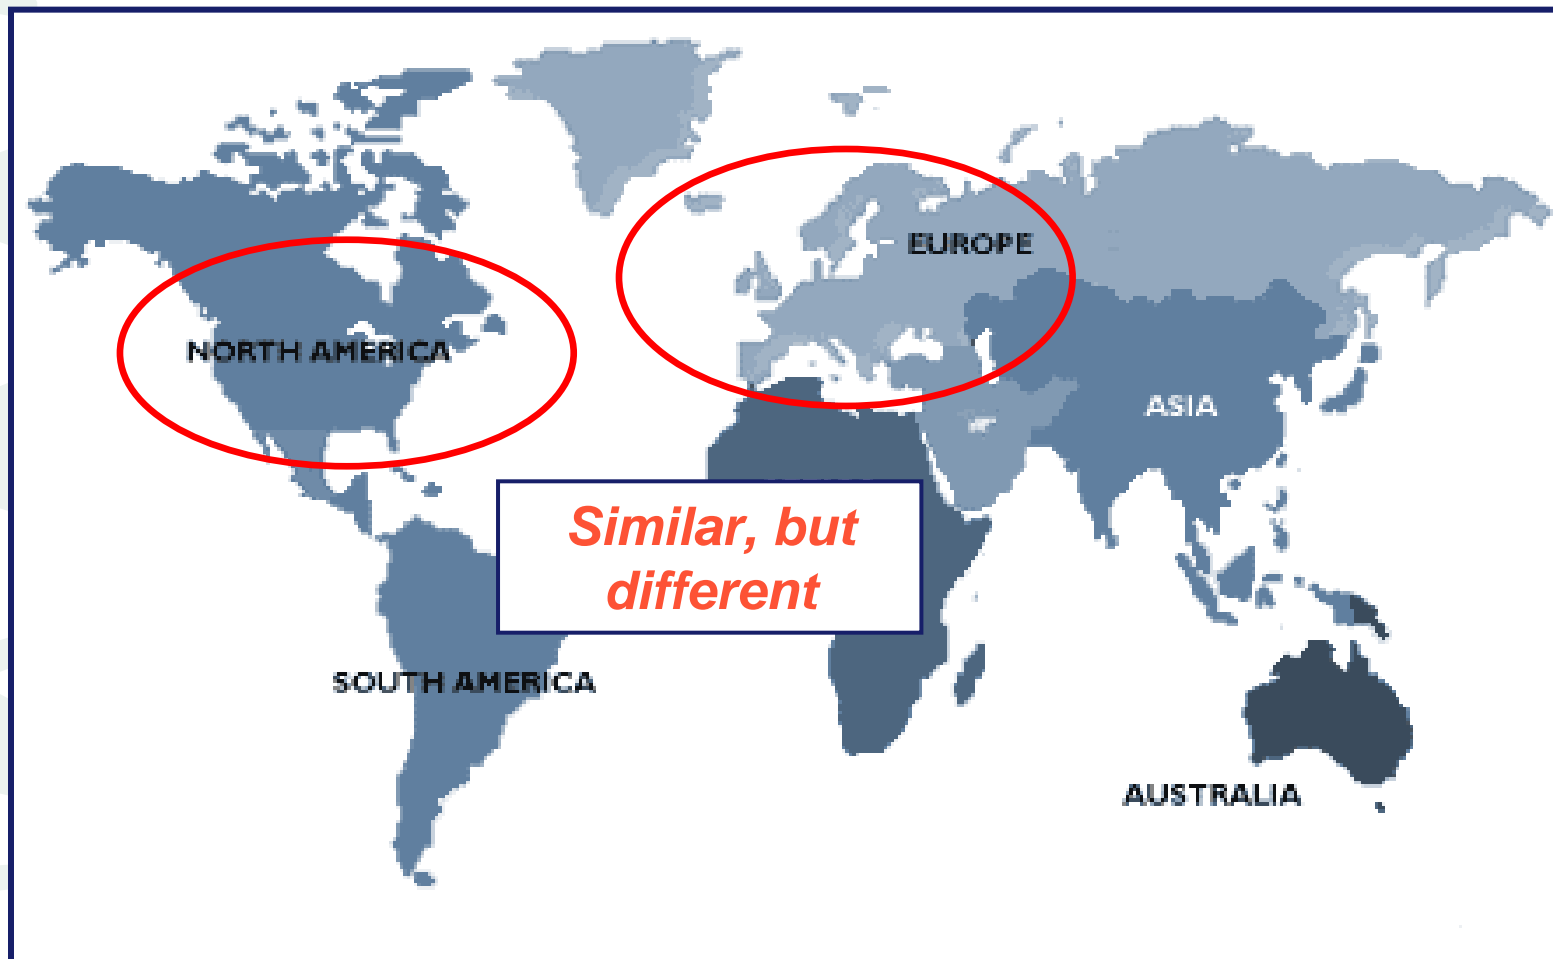 EUROPE
NORTH AMERICA
ASIA
Similar, but
different
SOUTH AMERICA
AUSTRALIA